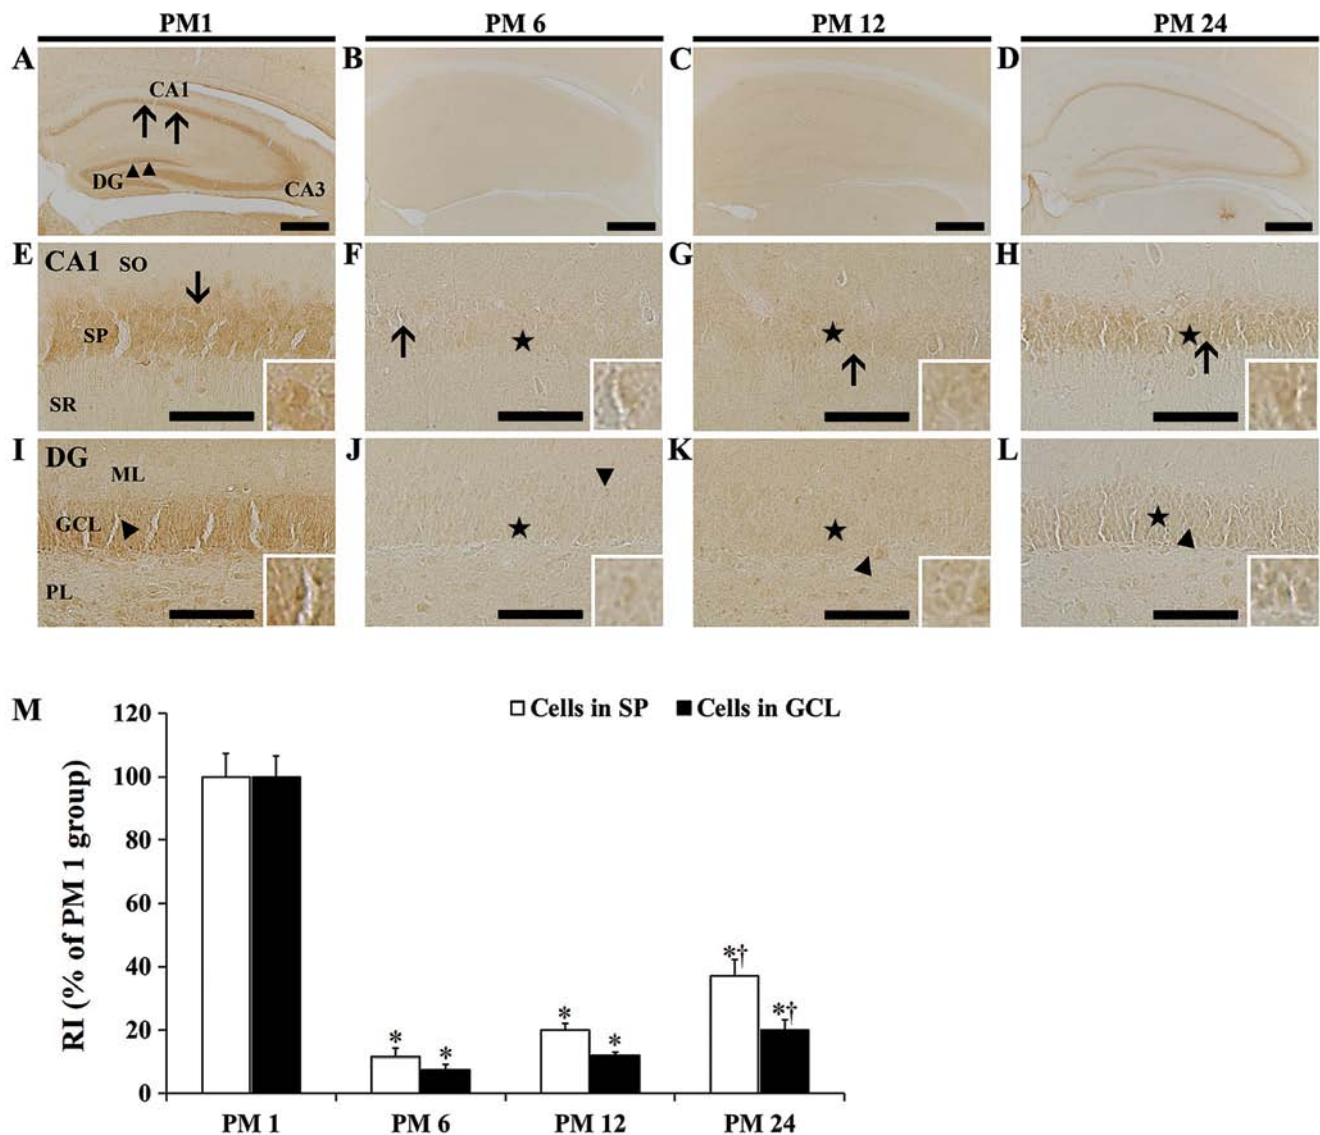 PM1 PM 6 PM 12 PM 24
A B C D
CA1
DG
CA3
E CA1 SO F G H
SP
SR
I DG J K L
ML
GCL
PL
M Cells in SP Cells in GCL
RI (% of PM 1 group)
120
100
80
60
40
20
0
*†
*†
*
*
*
*
PM 1 PM 6 PM 12 PM 24